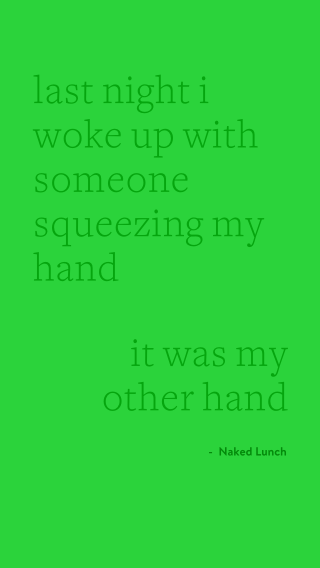 last night i
woke up with
someone
squeezing my
hand
it was my
other hand
- Naked Lunch